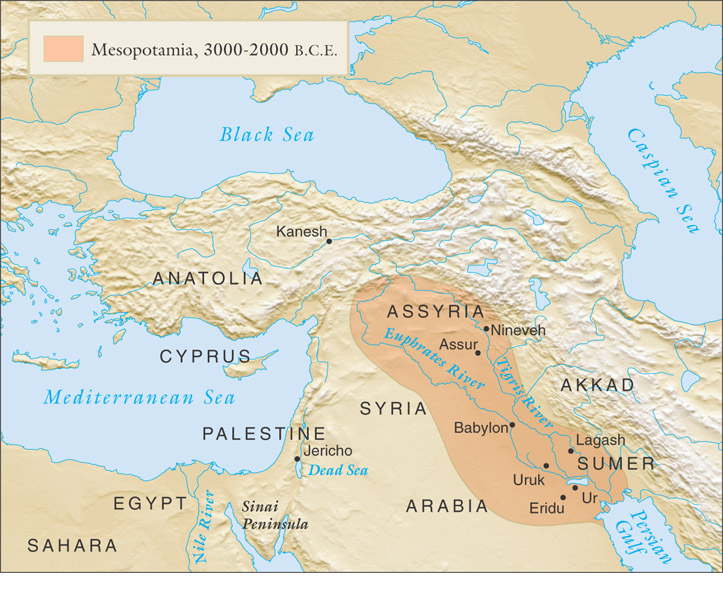 Mesopotamia, 3000-2000 B.C.E.
Black Sea
Caspian Sea
Kanesh
ANATOLIA
ASSYRIA
Nineveh
Assur
Euphrates River
Tigris River
CYPRUS
Mediterranean Sea
AKKAD
SYRIA
PALESTINE
Babylon
Lagash
Jericho
Dead Sea
SUMER
Uruk
Ur
Eridu
EGYPT
Nile River
Sinai
Peninsula
ARABIA
Persian
Gulf
SAHARA